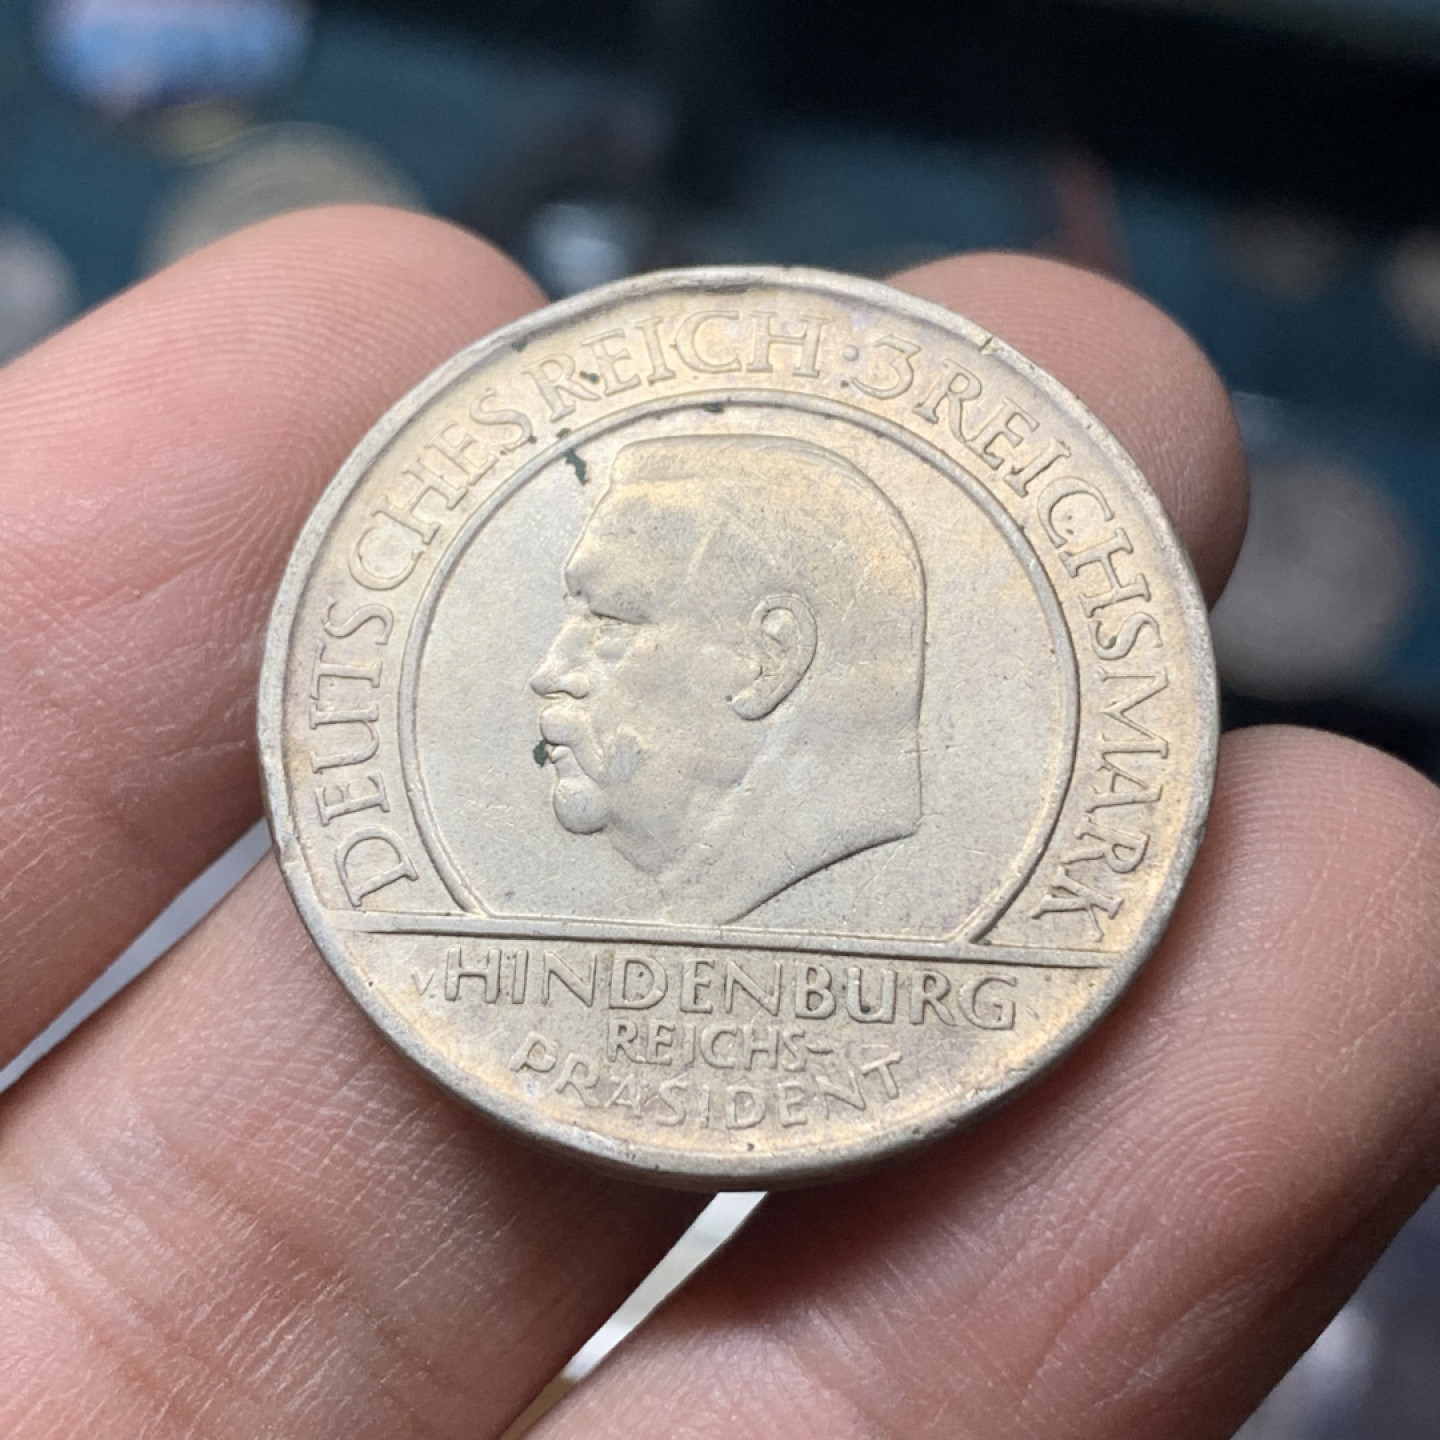 DEUTSCHES REICH · 3 REICHSMARK
v. HINDENBURG
REICHS-
PRÄSIDENT